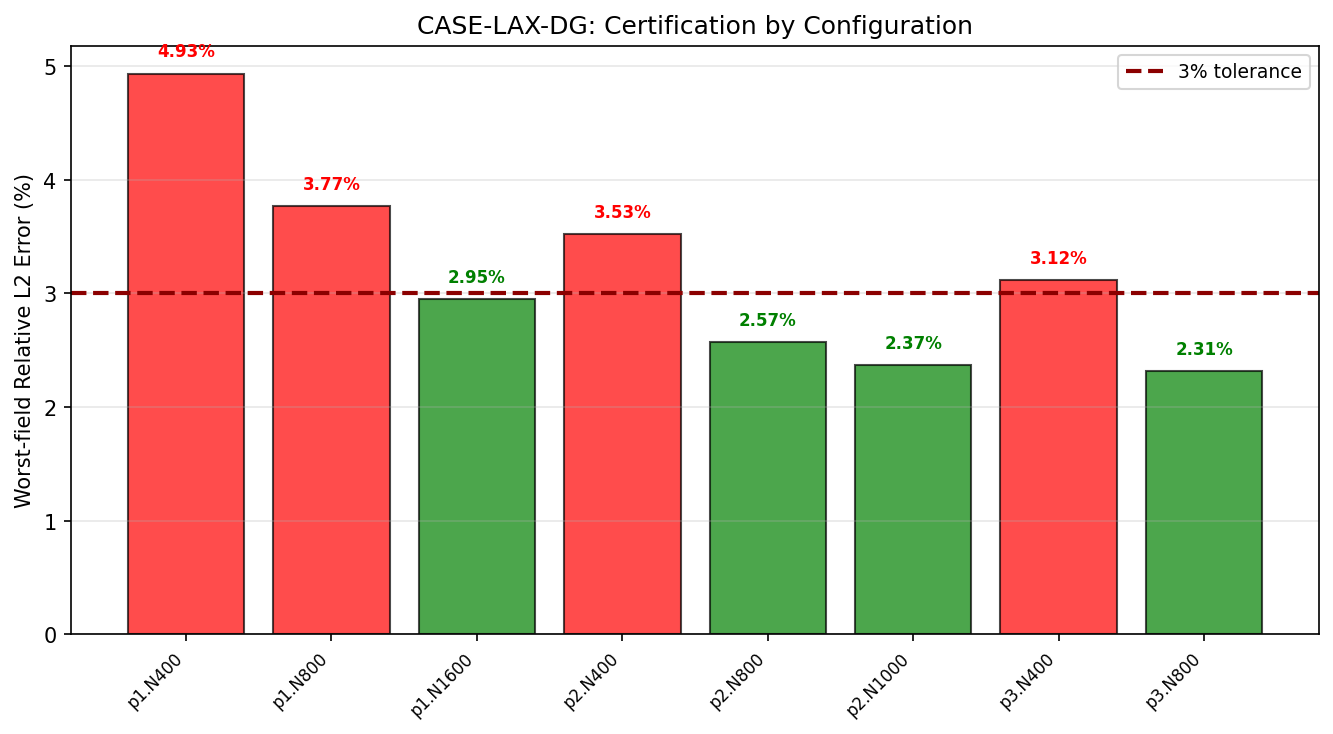 CASE-LAX-DG: Certification by Configuration
Worst-field Relative L2 Error (%)
5
4
3
2
1
0
3% tolerance
4.93%
3.77%
2.95%
3.53%
2.57%
2.37%
3.12%
2.31%
p1.N400
p1.N800
p1.N1600
p2.N400
p2.N800
p2.N1000
p3.N400
p3.N800